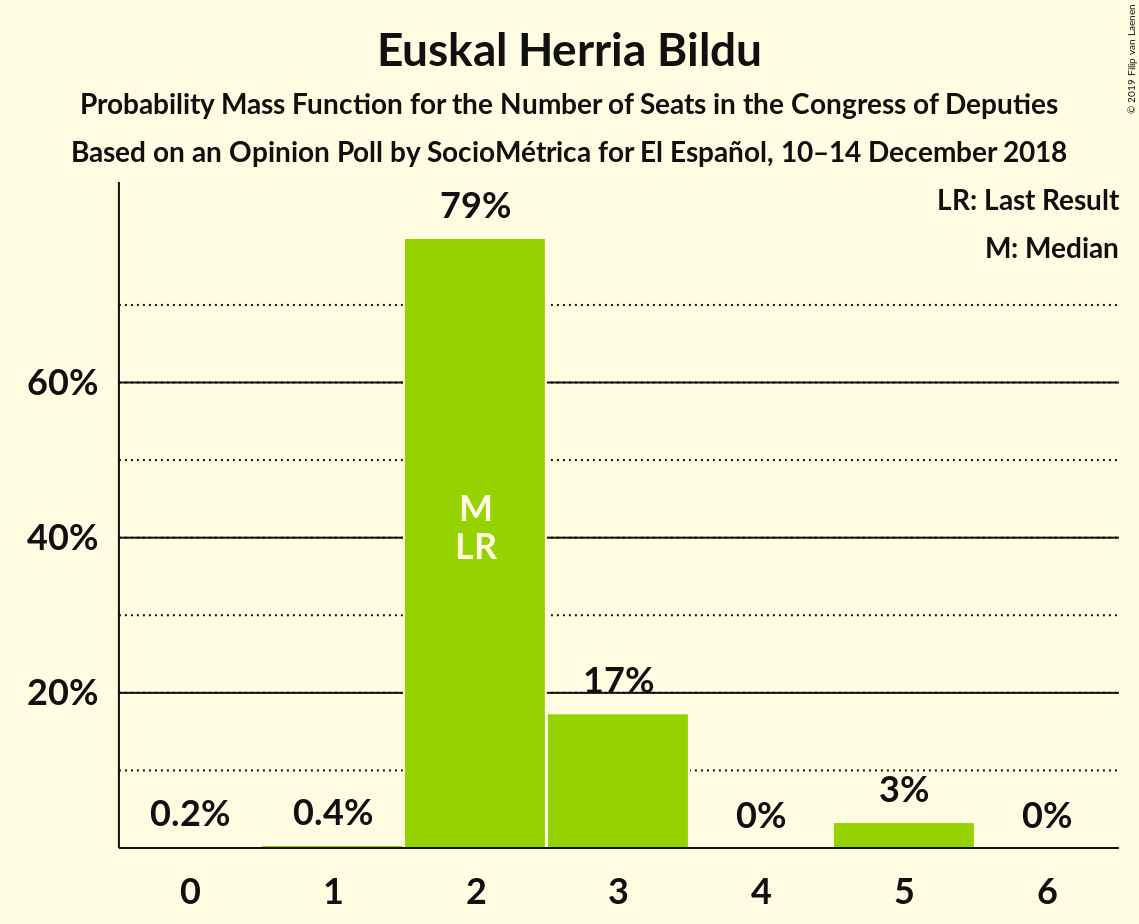 Euskal Herria Bildu
Probability Mass Function for the Number of Seats in the Congress of Deputies
Based on an Opinion Poll by SocioMétrica for El Español, 10–14 December 2018
© 2019 Filip van Laenen
LR: Last Result
M: Median
60%
40%
20%
0.2%
0.4%
79%
M
LR
17%
0%
3%
0%
0
1
2
3
4
5
6